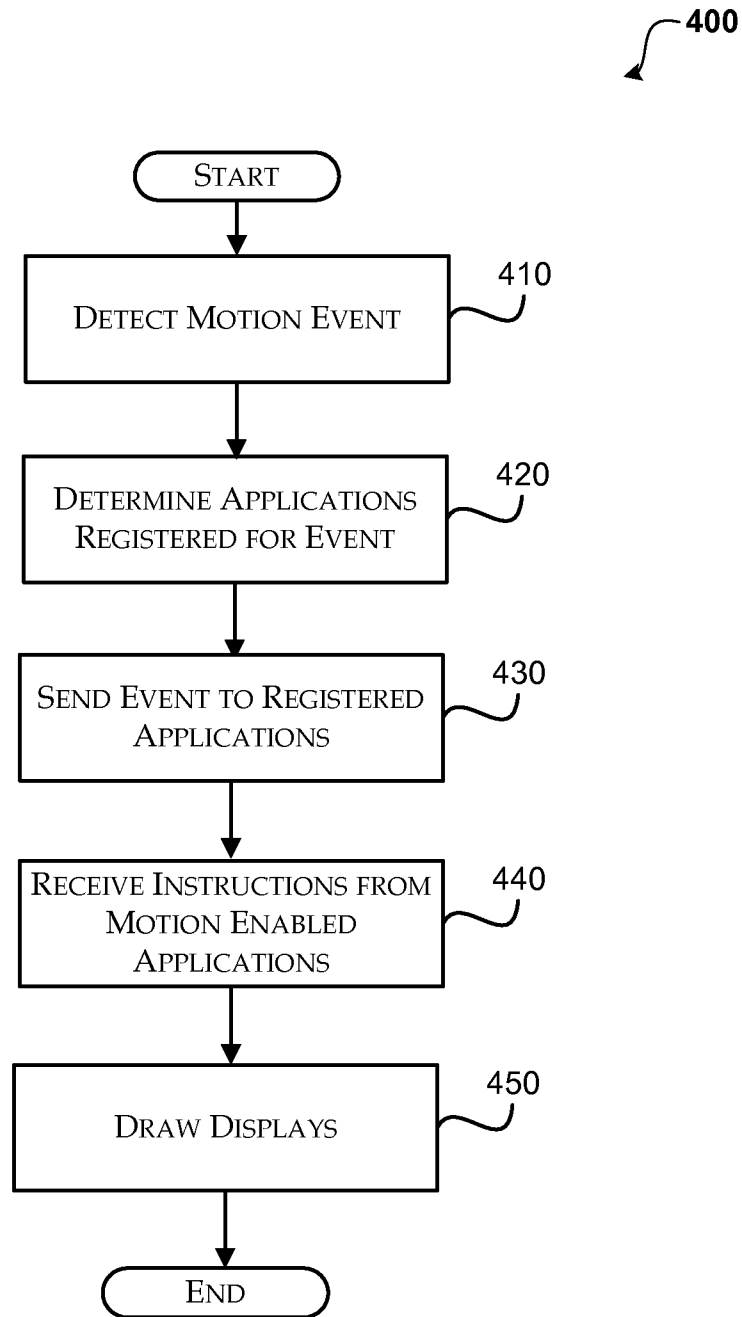 400
START
DETECT MOTION EVENT
410
DETERMINE APPLICATIONS
REGISTERED FOR EVENT
420
SEND EVENT TO REGISTERED
APPLICATIONS
430
RECEIVE INSTRUCTIONS FROM
MOTION ENABLED
APPLICATIONS
440
DRAW DISPLAYS
450
END